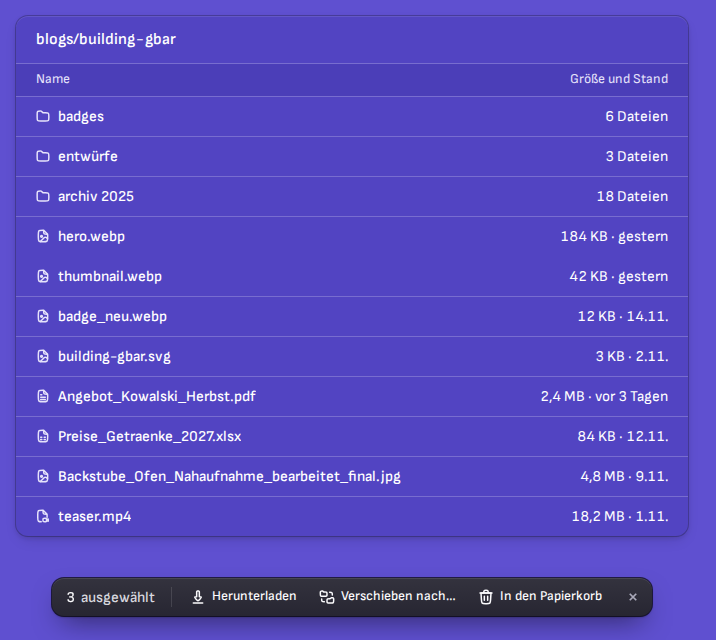 blogs/building-gbar
Name Größe und Stand
badges 6 Dateien
entwürfe 3 Dateien
archiv 2025 18 Dateien
hero.webp 184 KB · gestern
thumbnail.webp 42 KB · gestern
badge_neu.webp 12 KB · 14.11.
building-gbar.svg 3 KB · 2.11.
Angebot_Kowalski_Herbst.pdf 2,4 MB · vor 3 Tagen
Preise_Getraenke_2027.xlsx 84 KB · 12.11.
Backstube_Ofen_Nahaufnahme_bearbeitet_final.jpg 4,8 MB · 9.11.
teaser.mp4 18,2 MB · 1.11.
3 ausgewählt Herunterladen Verschieben nach… In den Papierkorb ×